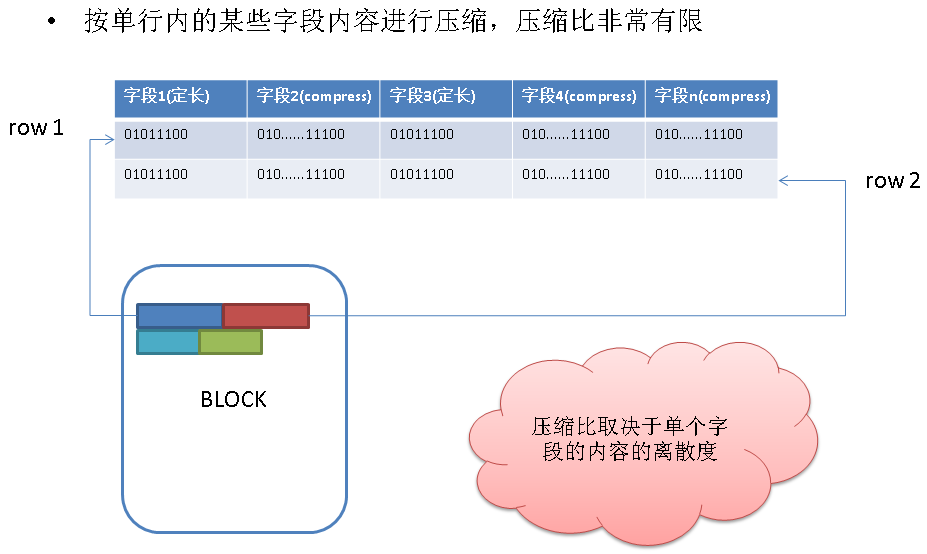 • 按单行内的某些字段内容进行压缩，压缩比非常有限
字段1(定长) 字段2(compress) 字段3(定长) 字段4(compress) 字段n(compress)
row 1
01011100 010……11100 01011100 010……11100 010……11100
01011100 010……11100 01011100 010……11100 010……11100
row 2
BLOCK
压缩比取决于单个字
段的内容的离散度